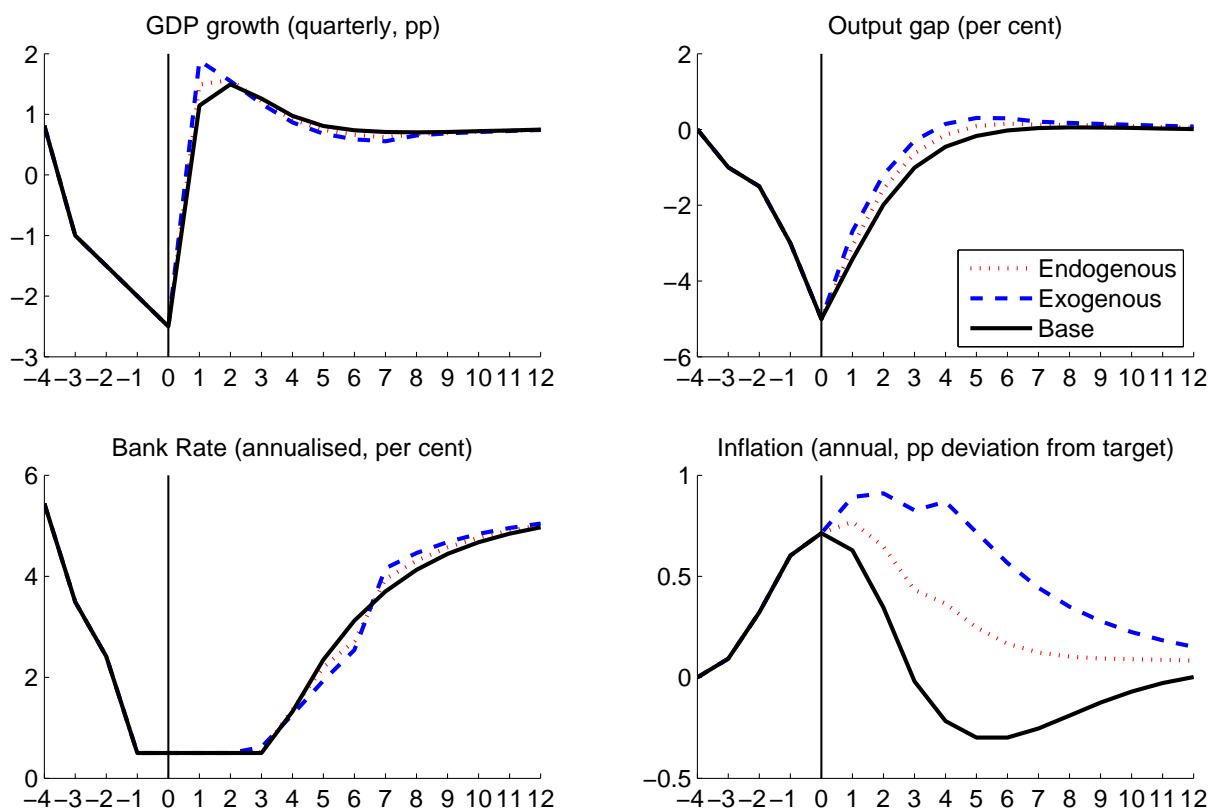 GDP growth (quarterly, pp)
2
1
0
−1
−2
−3
−4 −3 −2 −1 0 1 2 3 4 5 6 7 8 9 10 11 12
Output gap (per cent)
2
0
−2
−4
−6
−4 −3 −2 −1 0 1 2 3 4 5 6 7 8 9 10 11 12
Endogenous
Exogenous
Base
Bank Rate (annualised, per cent)
6
4
2
0
−4 −3 −2 −1 0 1 2 3 4 5 6 7 8 9 10 11 12
Inflation (annual, pp deviation from target)
1
0.5
0
−0.5
−4 −3 −2 −1 0 1 2 3 4 5 6 7 8 9 10 11 12